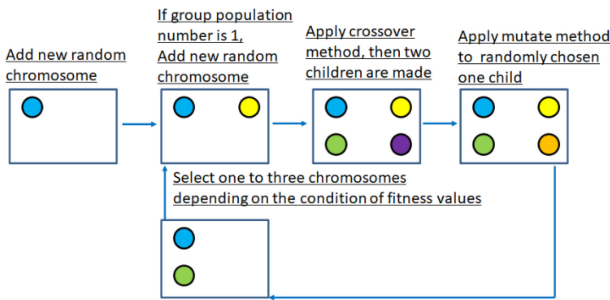 Add new random
chromosome
If group population
number is 1,
Add new random
chromosome
Apply crossover
method, then two
children are made
Apply mutate method
to randomly chosen
one child
Select one to three chromosomes
depending on the condition of fitness values